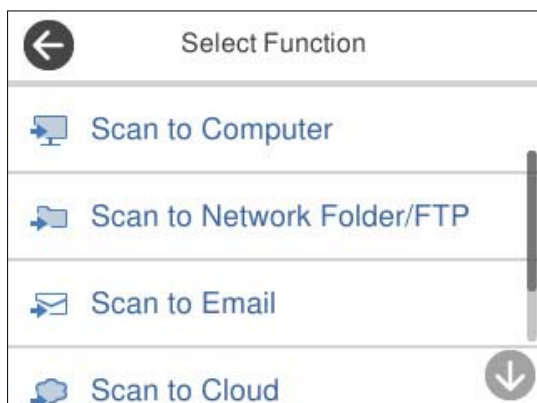 Select Function
Scan to Computer
Scan to Network Folder/FTP
Scan to Email
Scan to Cloud